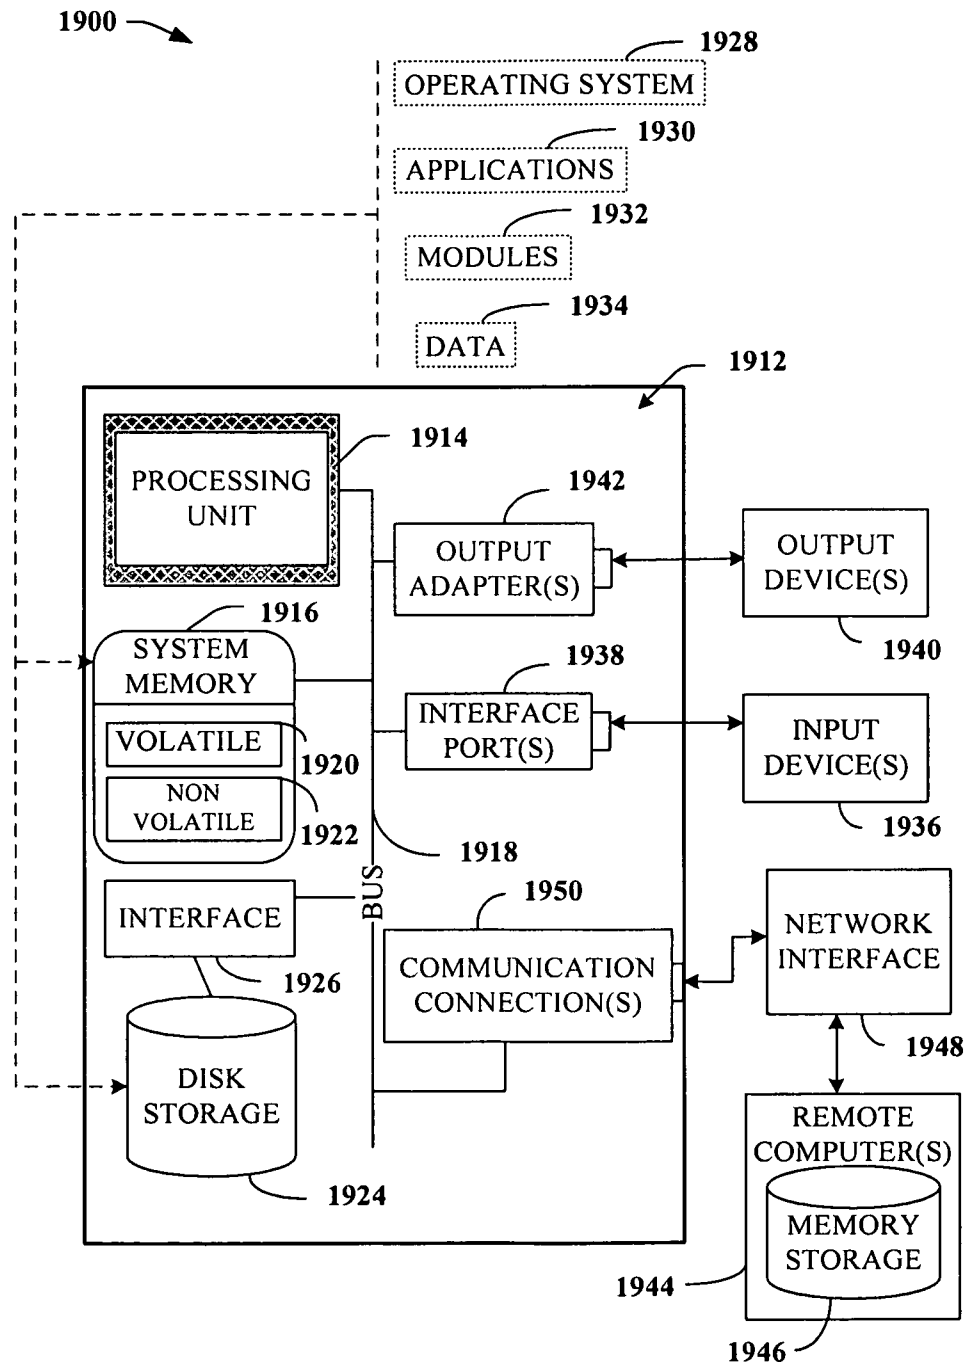 1900
1928
OPERATING SYSTEM
1930
APPLICATIONS
1932
MODULES
1934
DATA
1912
1914
PROCESSING
UNIT
1942
OUTPUT
ADAPTER(S)
OUTPUT
DEVICE(S)
1940
1916
SYSTEM
MEMORY
VOLATILE
1920
NON
VOLATILE
1922
1938
INTERFACE
PORT(S)
INPUT
DEVICE(S)
1936
1918
BUS
INTERFACE
1926
1950
COMMUNICATION
CONNECTION(S)
NETWORK
INTERFACE
1948
DISK
STORAGE
1924
REMOTE
COMPUTER(S)
MEMORY
STORAGE
1944
1946